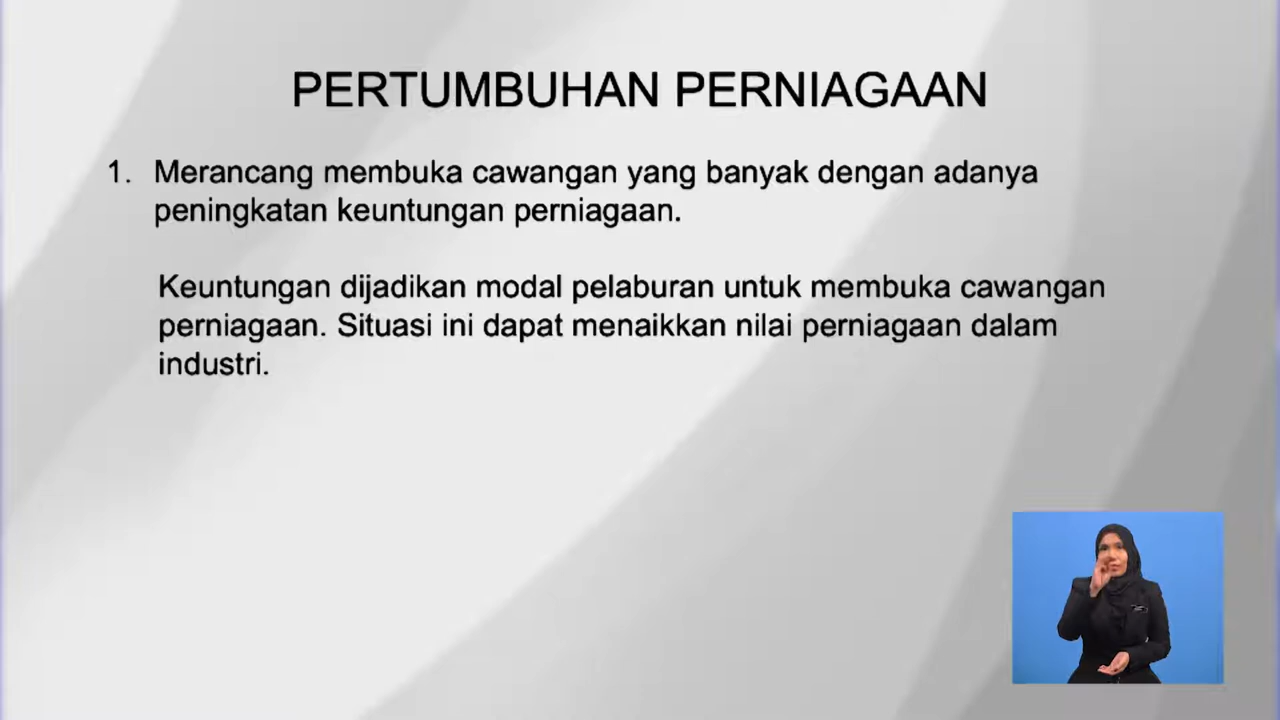 PERTUMBUHAN PERNIAGAAN
1. Merancang membuka cawangan yang banyak dengan adanya
peningkatan keuntungan perniagaan.
Keuntungan dijadikan modal pelaburan untuk membuka cawangan
perniagaan. Situasi ini dapat menaikkan nilai perniagaan dalam
industri.